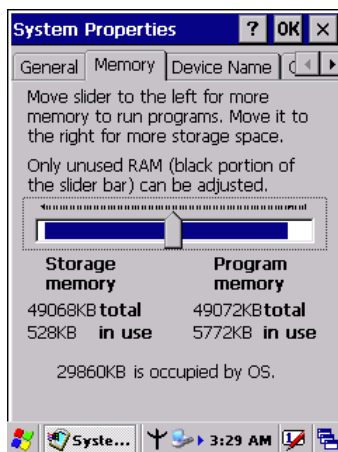 System Properties ? OK ×
General Memory Device Name
Move slider to the left for more
memory to run programs. Move it to
the right for more storage space.
Only unused RAM (black portion of
the slider bar) can be adjusted.
Storage memory
49068KB total
528KB in use
Program memory
49072KB total
5772KB in use
29860KB is occupied by OS.
Syste... 3:29 AM